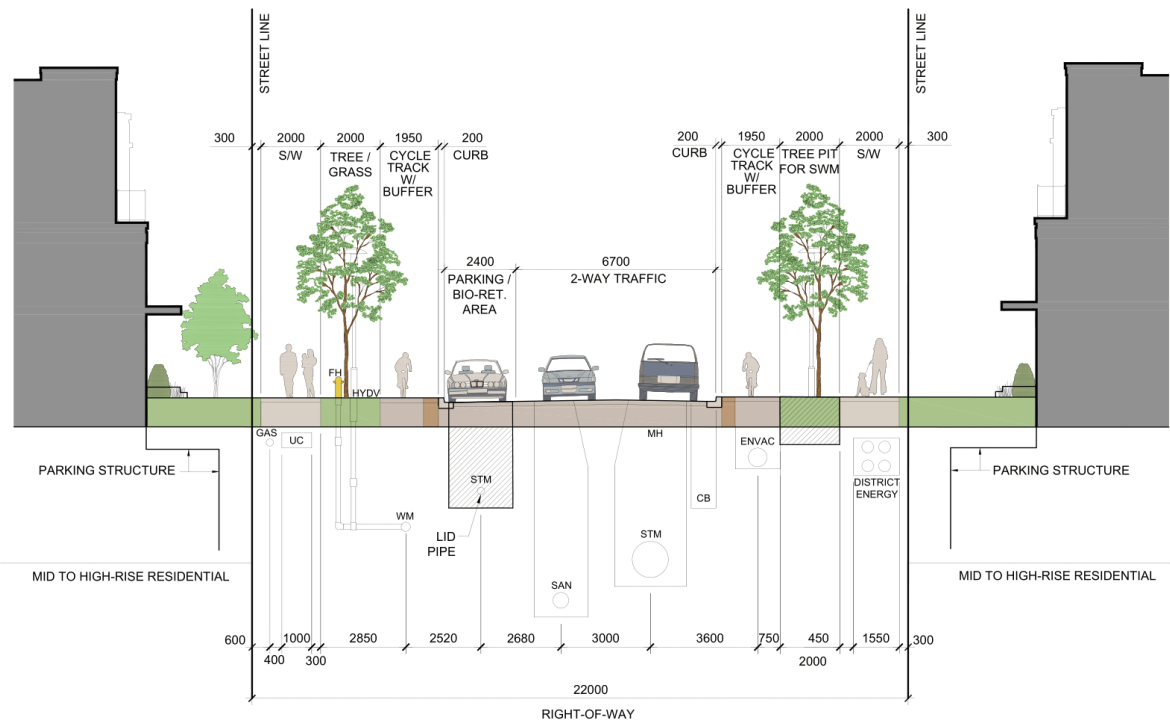 STREET LINE
STREET LINE
300
2000
2000
1950
200
200
1950
2000
2000
300
S/W
TREE /
GRASS
CYCLE
TRACK
W/
BUFFER
CURB
CURB
CYCLE
TRACK
W/
BUFFER
TREE PIT
FOR SWM
S/W
2400
6700
PARKING /
BIO-RET.
AREA
2-WAY TRAFFIC
FH
HYDV
GAS
UC
MH
ENVAC
PARKING STRUCTURE
STM
CB
DISTRICT
ENERGY
PARKING STRUCTURE
WM
LID
PIPE
STM
MID TO HIGH-RISE RESIDENTIAL
SAN
MID TO HIGH-RISE RESIDENTIAL
600
1000
2850
2520
2680
3000
3600
750
450
1550
300
400
300
2000
22000
RIGHT-OF-WAY